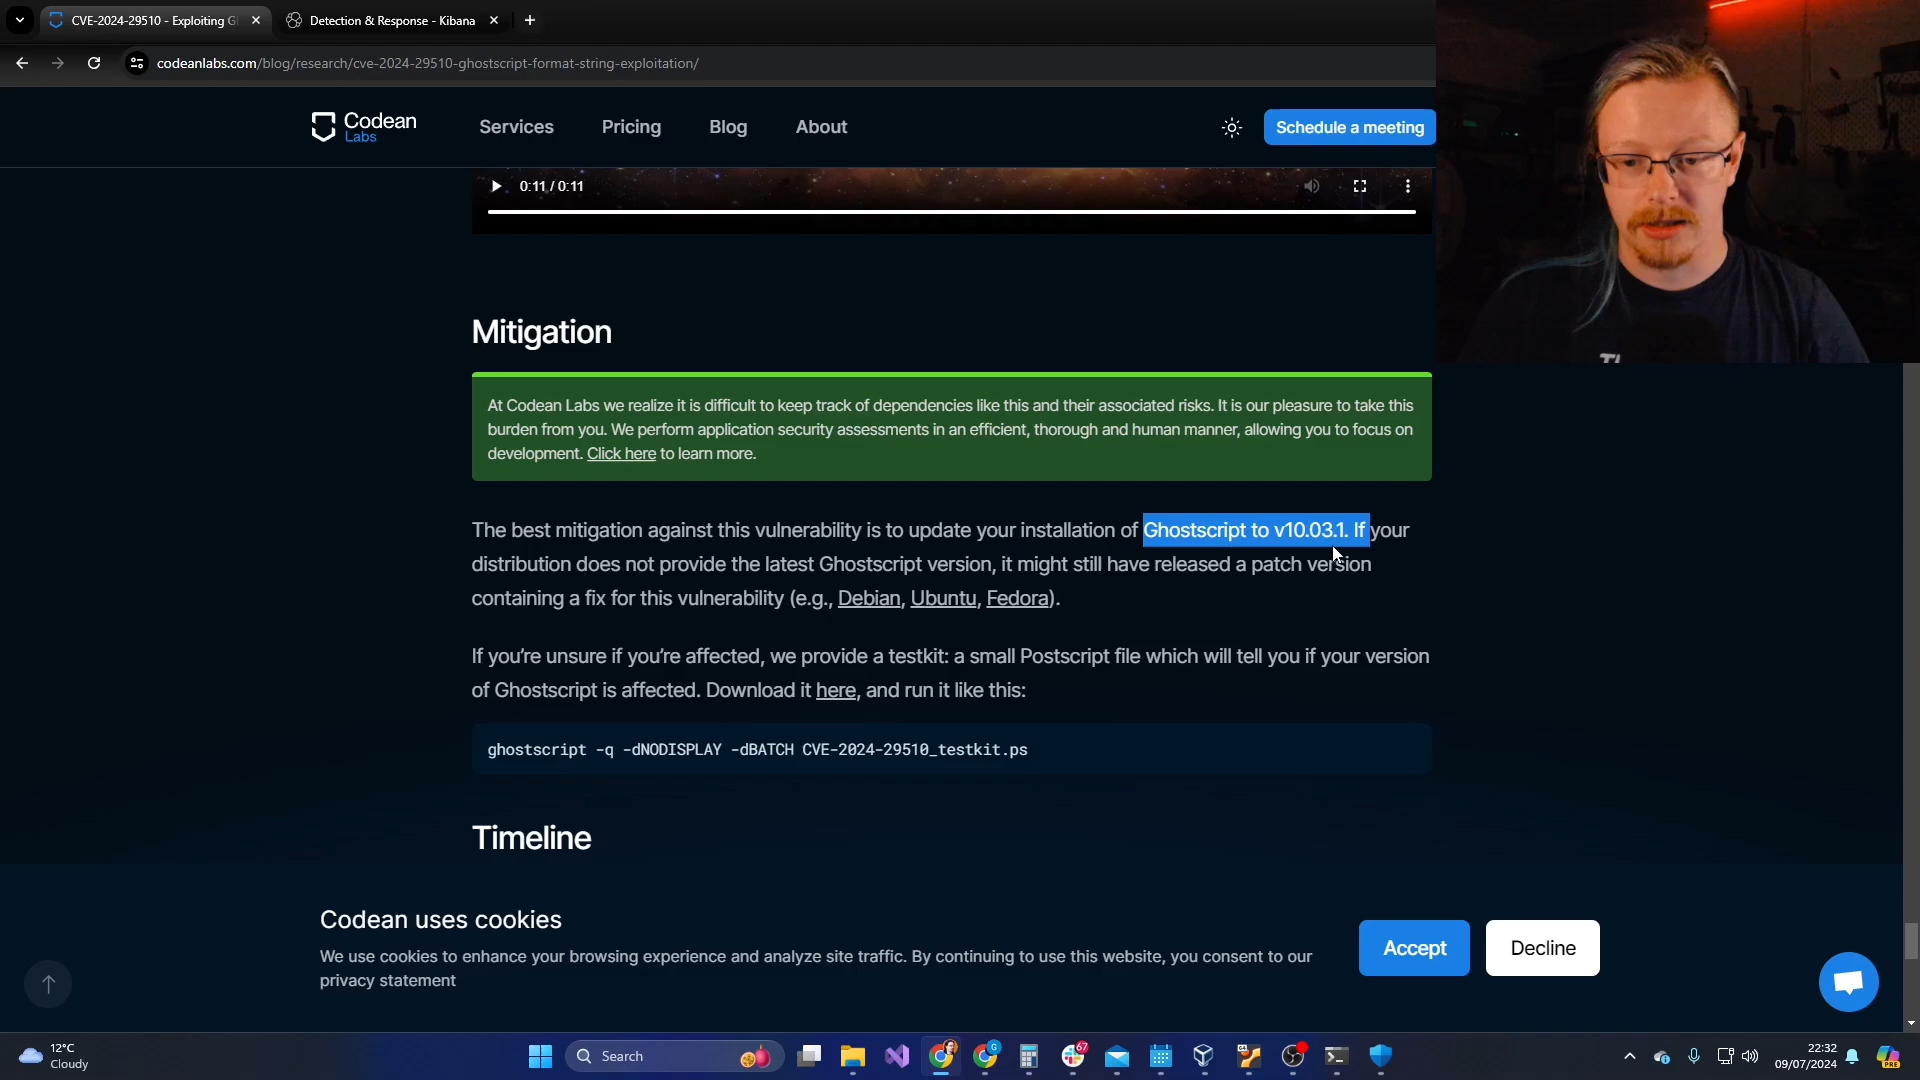 CVE-2024-29510 - Exploiting G
Detection & Response - Kibana
codeanlabs.com/blog/research/cve-2024-29510-ghostscript-format-string-exploitation/
Codean
Labs
Services
Pricing
Blog
About
Schedule a meeting
0:11 / 0:11
Mitigation
At Codean Labs we realize it is difficult to keep track of dependencies like this and their associated risks. It is our pleasure to take this
burden from you. We perform application security assessments in an efficient, thorough and human manner, allowing you to focus on
development. Click here to learn more.
The best mitigation against this vulnerability is to update your installation of Ghostscript to v10.03.1. If your
distribution does not provide the latest Ghostscript version, it might still have released a patch version
containing a fix for this vulnerability (e.g., Debian, Ubuntu, Fedora).
If you're unsure if you're affected, we provide a testkit: a small Postscript file which will tell you if your version
of Ghostscript is affected. Download it here, and run it like this:
ghostscript -q -dNODISPLAY -dBATCH CVE-2024-29510_testkit.ps
Timeline
Codean uses cookies
We use cookies to enhance your browsing experience and analyze site traffic. By continuing to use this website, you consent to our
privacy statement
Accept
Decline
12°C
Cloudy
Search
67
22:32
09/07/2024
PRE